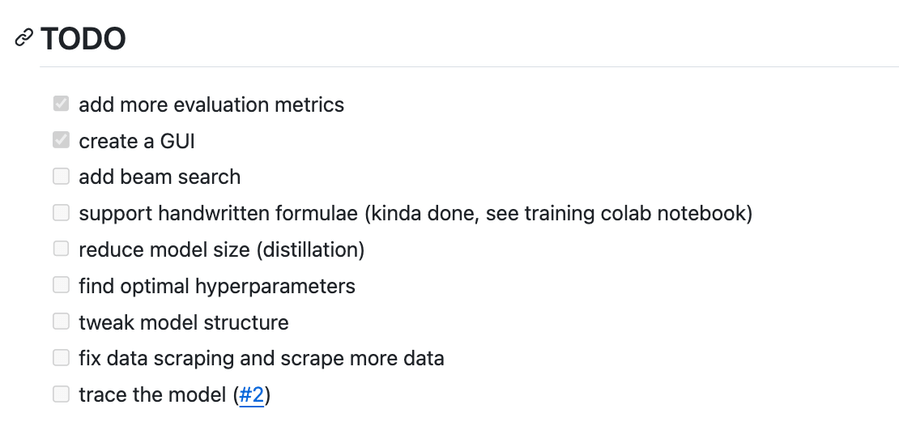 TODO
add more evaluation metrics
create a GUI
add beam search
support handwritten formulae (kinda done, see training colab notebook)
reduce model size (distillation)
find optimal hyperparameters
tweak model structure
fix data scraping and scrape more data
trace the model (#2)